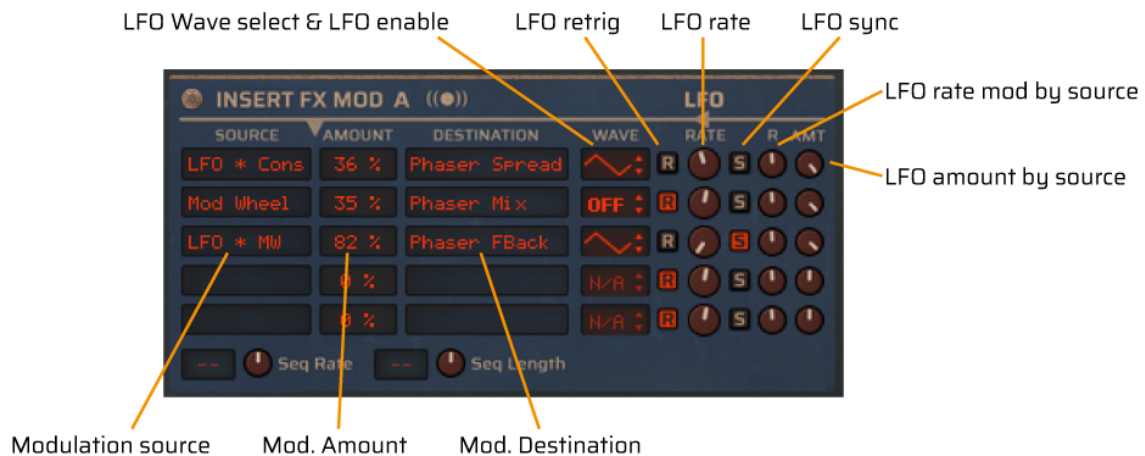 LFO Wave select & LFO enable LFO retrig LFO rate LFO sync
INSERT FX MOD A ((●)) LFO
LFO rate mod by source
SOURCE AMOUNT DESTINATION WAVE RATE R AMT
LFO * Cons 36 % Phaser Spread R S
LFO amount by source
Mod Wheel 35 % Phaser Mix OFF R S
LFO * MW 82 % Phaser FBack R S
0 % N/A R S
0 % N/A R S
-- Seq Rate -- Seq Length
Modulation source Mod. Amount Mod. Destination